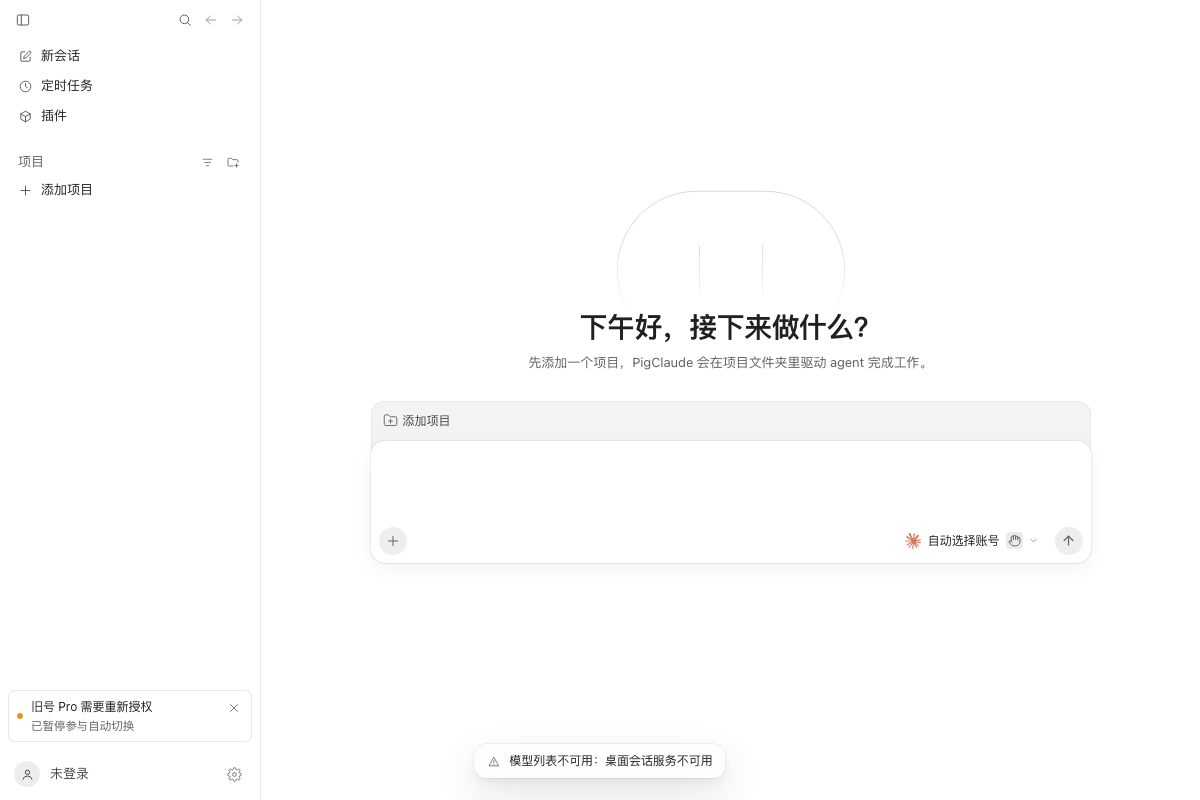 新会话
定时任务
插件
项目
添加项目
下午好，接下来做什么?
先添加一个项目，PigClaude 会在项目文件夹里驱动 agent 完成工作。
添加项目
自动选择账号
旧号 Pro 需要重新授权
已暂停参与自动切换
模型列表不可用：桌面会话服务不可用
未登录